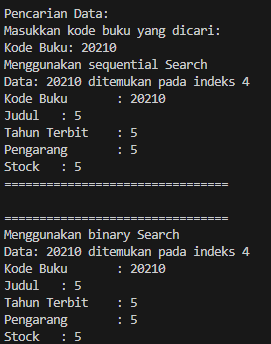 Pencarian Data:
Masukkan kode buku yang dicari:
Kode Buku: 20210
Menggunakan sequential Search
Data: 20210 ditemukan pada indeks 4
Kode Buku       : 20210
Judul   : 5
Tahun Terbit    : 5
Pengarang       : 5
Stock   : 5
================================

================================
Menggunakan binary Search
Data: 20210 ditemukan pada indeks 4
Kode Buku       : 20210
Judul   : 5
Tahun Terbit    : 5
Pengarang       : 5
Stock   : 5